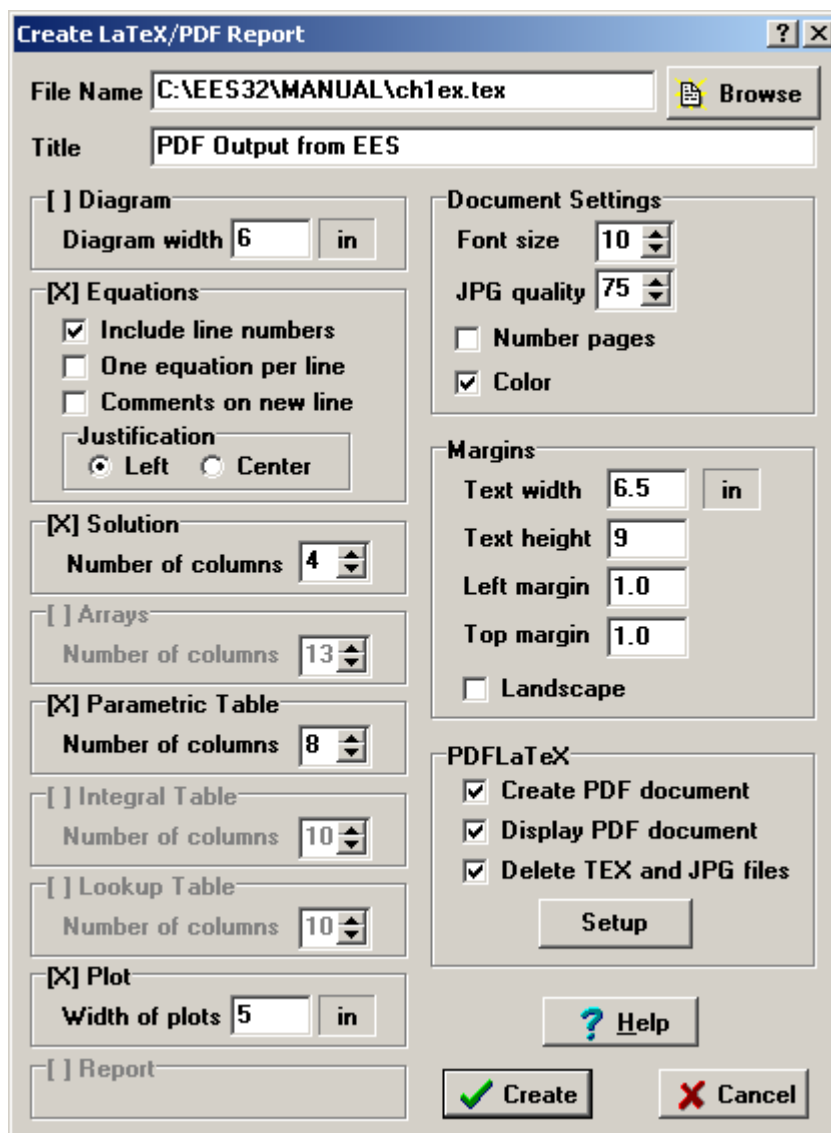 Create LaTeX/PDF Report
File Name C:\EES32\MANUAL\ch1ex.tex Browse
Title PDF Output from EES
[ ] Diagram
Diagram width 6 in
[X] Equations
Include line numbers
One equation per line
Comments on new line
Justification
Left Center
[X] Solution
Number of columns 4
[ ] Arrays
Number of columns 13
[X] Parametric Table
Number of columns 8
[ ] Integral Table
Number of columns 10
[ ] Lookup Table
Number of columns 10
[X] Plot
Width of plots 5 in
[ ] Report
Document Settings
Font size 10
JPG quality 75
Number pages
Color
Margins
Text width 6.5 in
Text height 9
Left margin 1.0
Top margin 1.0
Landscape
PDFLaTeX
Create PDF document
Display PDF document
Delete TEX and JPG files
Setup
? Help
Create Cancel